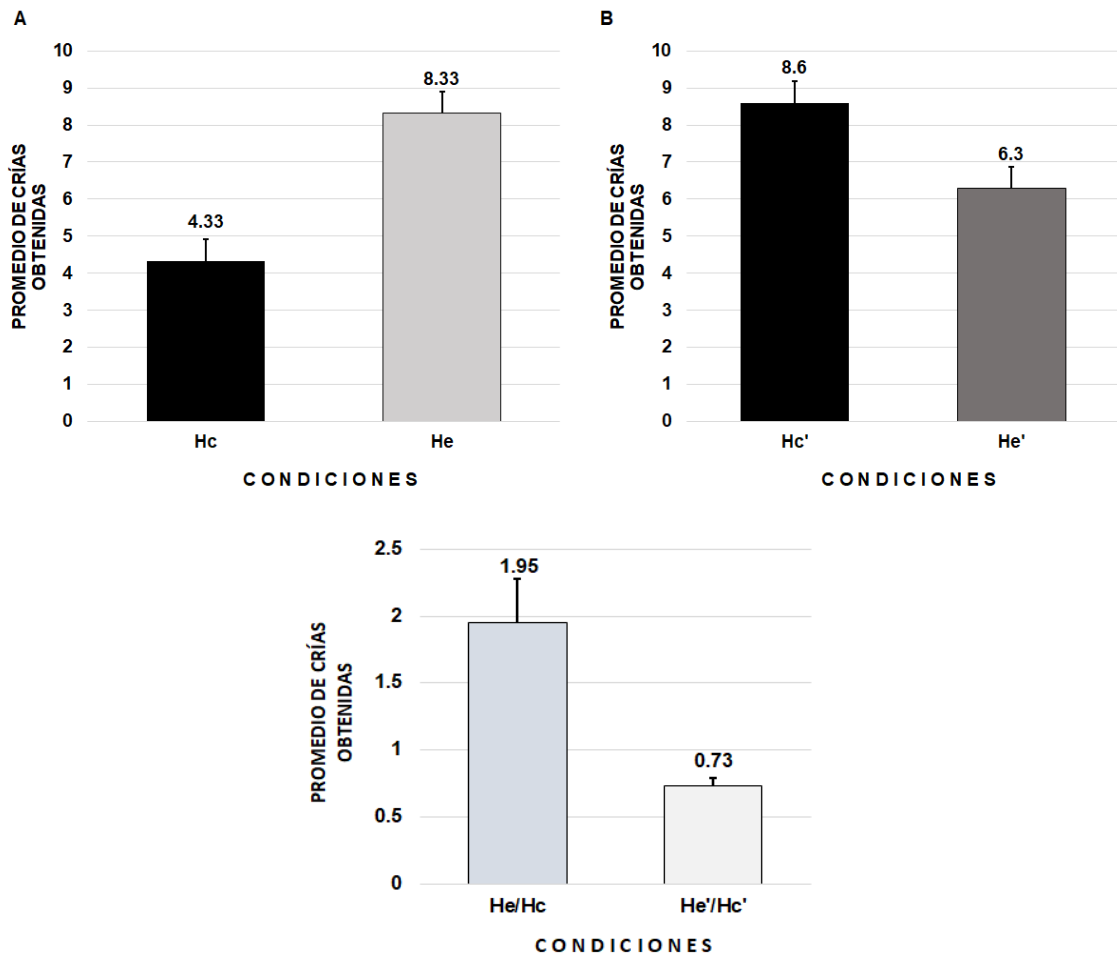 A
PROMEDIO DE CRÍAS
OBTENIDAS
10
9
8
7
6
5
4
3
2
1
0
4.33
8.33
Hc
He
CONDICIONES
B
PROMEDIO DE CRÍAS
OBTENIDAS
10
9
8
7
6
5
4
3
2
1
0
8.6
6.3
Hc'
He'
CONDICIONES
PROMEDIO DE CRÍAS
OBTENIDAS
2.5
2
1.5
1
0.5
0
1.95
0.73
He/Hc
He'/Hc'
CONDICIONES